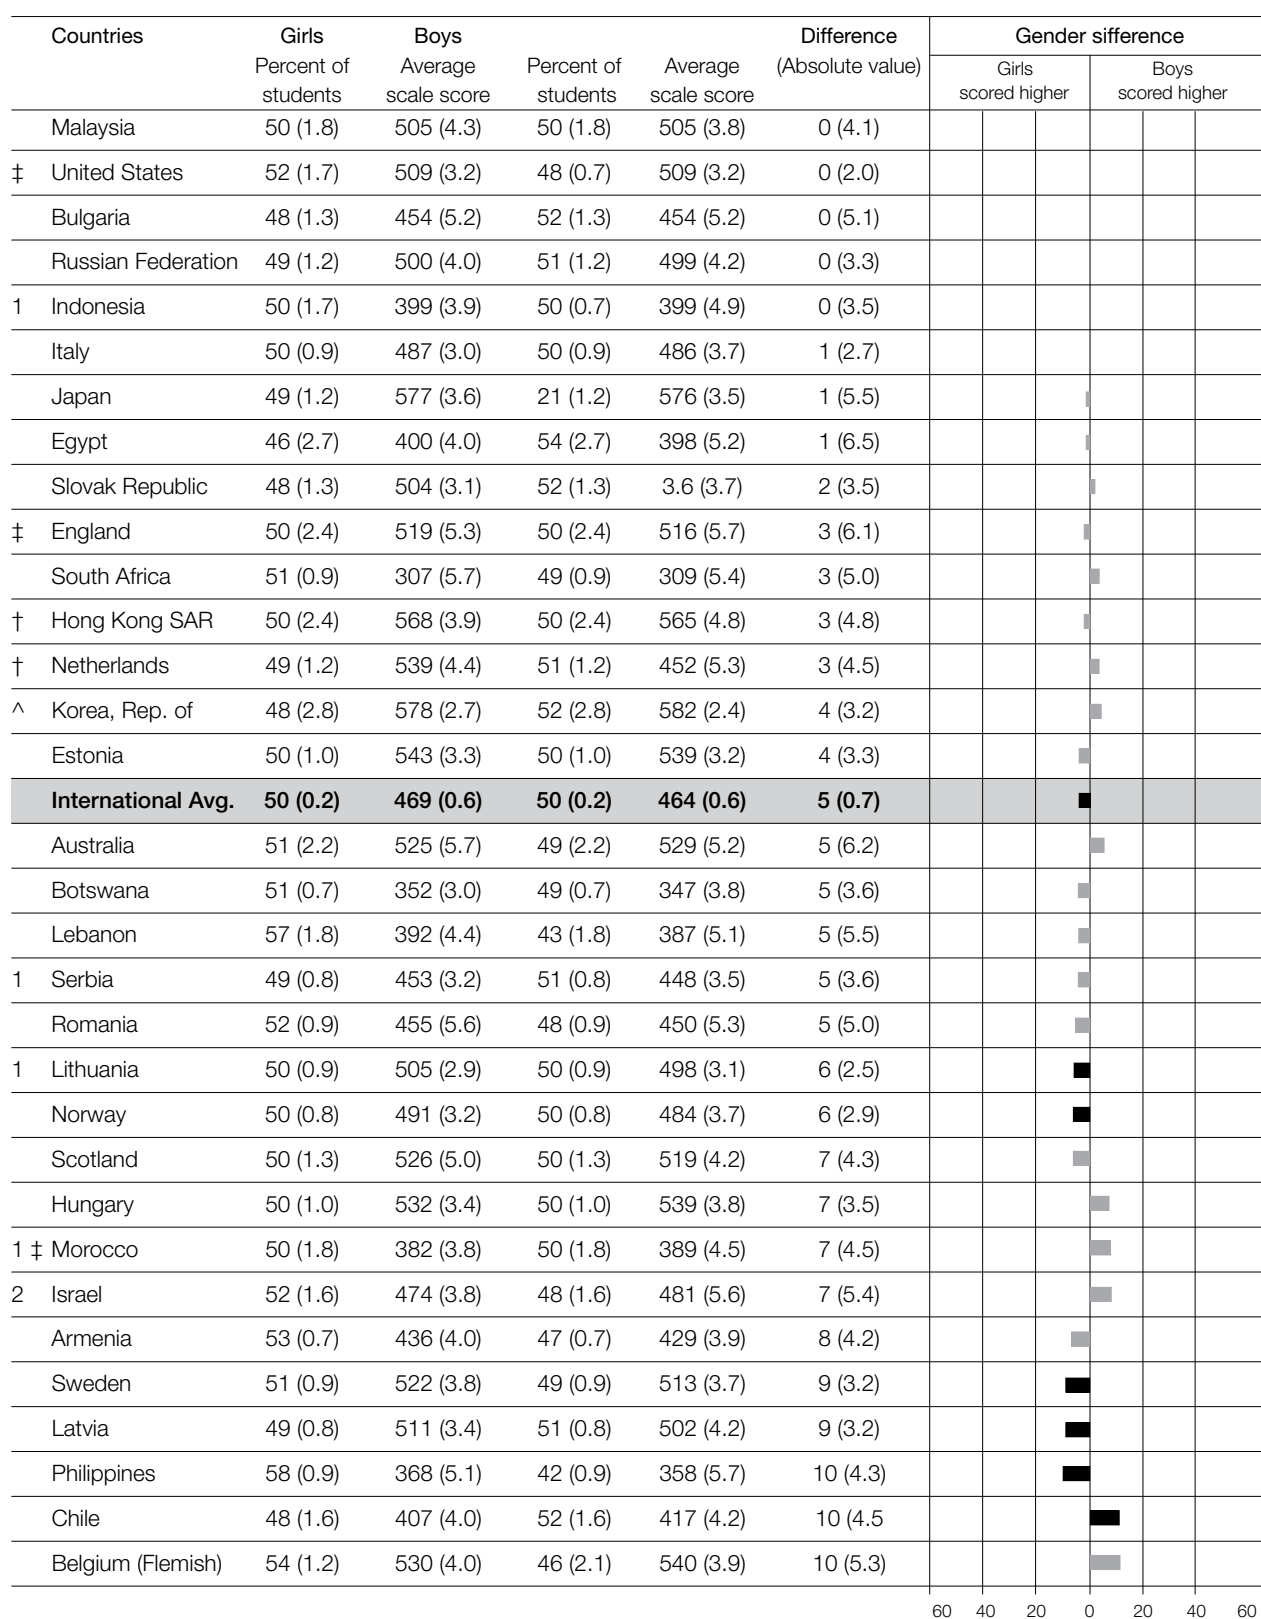 Countries Girls Boys Difference Gender sifference
Percent of Average Percent of Average (Absolute value) Girls Boys
students scale score students scale score scored higher scored higher
Malaysia 50 (1.8) 505 (4.3) 50 (1.8) 505 (3.8) 0 (4.1)
‡ United States 52 (1.7) 509 (3.2) 48 (0.7) 509 (3.2) 0 (2.0)
Bulgaria 48 (1.3) 454 (5.2) 52 (1.3) 454 (5.2) 0 (5.1)
Russian Federation 49 (1.2) 500 (4.0) 51 (1.2) 499 (4.2) 0 (3.3)
1 Indonesia 50 (1.7) 399 (3.9) 50 (0.7) 399 (4.9) 0 (3.5)
Italy 50 (0.9) 487 (3.0) 50 (0.9) 486 (3.7) 1 (2.7)
Japan 49 (1.2) 577 (3.6) 21 (1.2) 576 (3.5) 1 (5.5)
Egypt 46 (2.7) 400 (4.0) 54 (2.7) 398 (5.2) 1 (6.5)
Slovak Republic 48 (1.3) 504 (3.1) 52 (1.3) 3.6 (3.7) 2 (3.5)
‡ England 50 (2.4) 519 (5.3) 50 (2.4) 516 (5.7) 3 (6.1)
South Africa 51 (0.9) 307 (5.7) 49 (0.9) 309 (5.4) 3 (5.0)
† Hong Kong SAR 50 (2.4) 568 (3.9) 50 (2.4) 565 (4.8) 3 (4.8)
† Netherlands 49 (1.2) 539 (4.4) 51 (1.2) 452 (5.3) 3 (4.5)
^ Korea, Rep. of 48 (2.8) 578 (2.7) 52 (2.8) 582 (2.4) 4 (3.2)
Estonia 50 (1.0) 543 (3.3) 50 (1.0) 539 (3.2) 4 (3.3)
International Avg. 50 (0.2) 469 (0.6) 50 (0.2) 464 (0.6) 5 (0.7)
Australia 51 (2.2) 525 (5.7) 49 (2.2) 529 (5.2) 5 (6.2)
Botswana 51 (0.7) 352 (3.0) 49 (0.7) 347 (3.8) 5 (3.6)
Lebanon 57 (1.8) 392 (4.4) 43 (1.8) 387 (5.1) 5 (5.5)
1 Serbia 49 (0.8) 453 (3.2) 51 (0.8) 448 (3.5) 5 (3.6)
Romania 52 (0.9) 455 (5.6) 48 (0.9) 450 (5.3) 5 (5.0)
1 Lithuania 50 (0.9) 505 (2.9) 50 (0.9) 498 (3.1) 6 (2.5)
Norway 50 (0.8) 491 (3.2) 50 (0.8) 484 (3.7) 6 (2.9)
Scotland 50 (1.3) 526 (5.0) 50 (1.3) 519 (4.2) 7 (4.3)
Hungary 50 (1.0) 532 (3.4) 50 (1.0) 539 (3.8) 7 (3.5)
1 ‡ Morocco 50 (1.8) 382 (3.8) 50 (1.8) 389 (4.5) 7 (4.5)
2 Israel 52 (1.6) 474 (3.8) 48 (1.6) 481 (5.6) 7 (5.4)
Armenia 53 (0.7) 436 (4.0) 47 (0.7) 429 (3.9) 8 (4.2)
Sweden 51 (0.9) 522 (3.8) 49 (0.9) 513 (3.7) 9 (3.2)
Latvia 49 (0.8) 511 (3.4) 51 (0.8) 502 (4.2) 9 (3.2)
Philippines 58 (0.9) 368 (5.1) 42 (0.9) 358 (5.7) 10 (4.3)
Chile 48 (1.6) 407 (4.0) 52 (1.6) 417 (4.2) 10 (4.5
Belgium (Flemish) 54 (1.2) 530 (4.0) 46 (2.1) 540 (3.9) 10 (5.3)
60 40 20 0 20 40 60